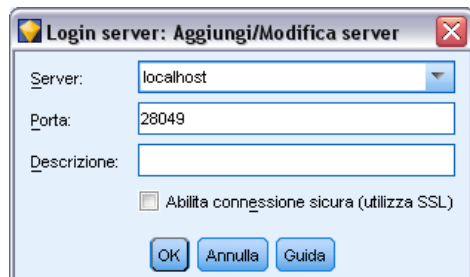 Login server: Aggiungi/Modifica server
Server: localhost
Porta: 28049
Descrizione:
Abilita connessione sicura (utilizza SSL)
OK Annulla Guida